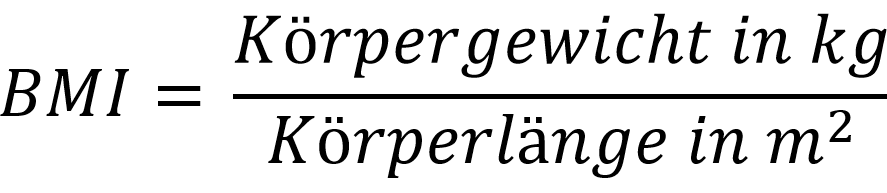 BMI = Körpergewicht in kg
Körperlänge in m²